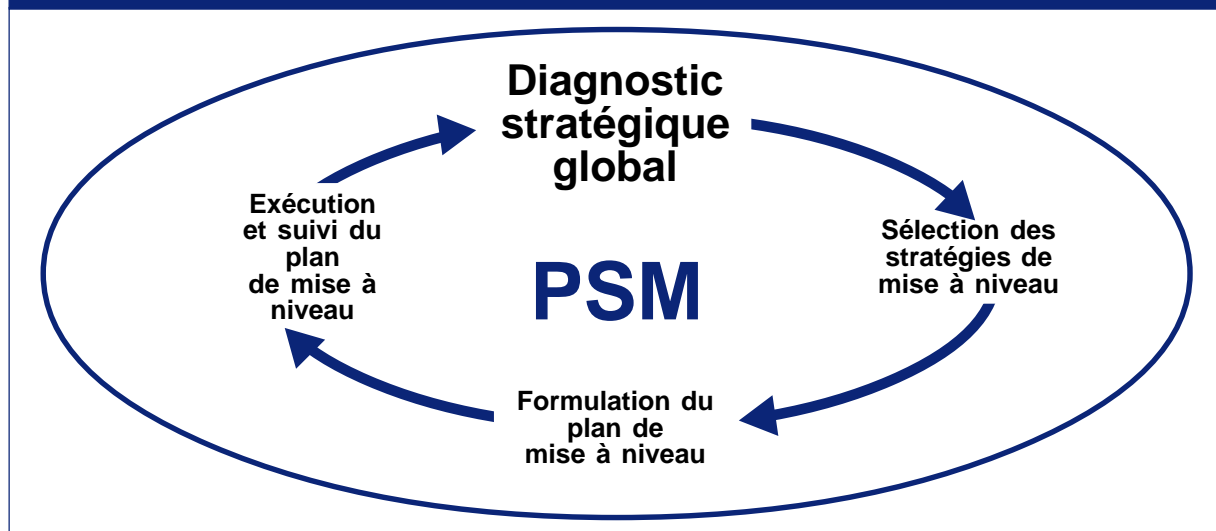 Diagnostic
stratégique
global
Sélection des
stratégies de
mise à niveau
Formulation du
plan de
mise à niveau
Exécution
et suivi du
plan
de mise à
niveau
PSM